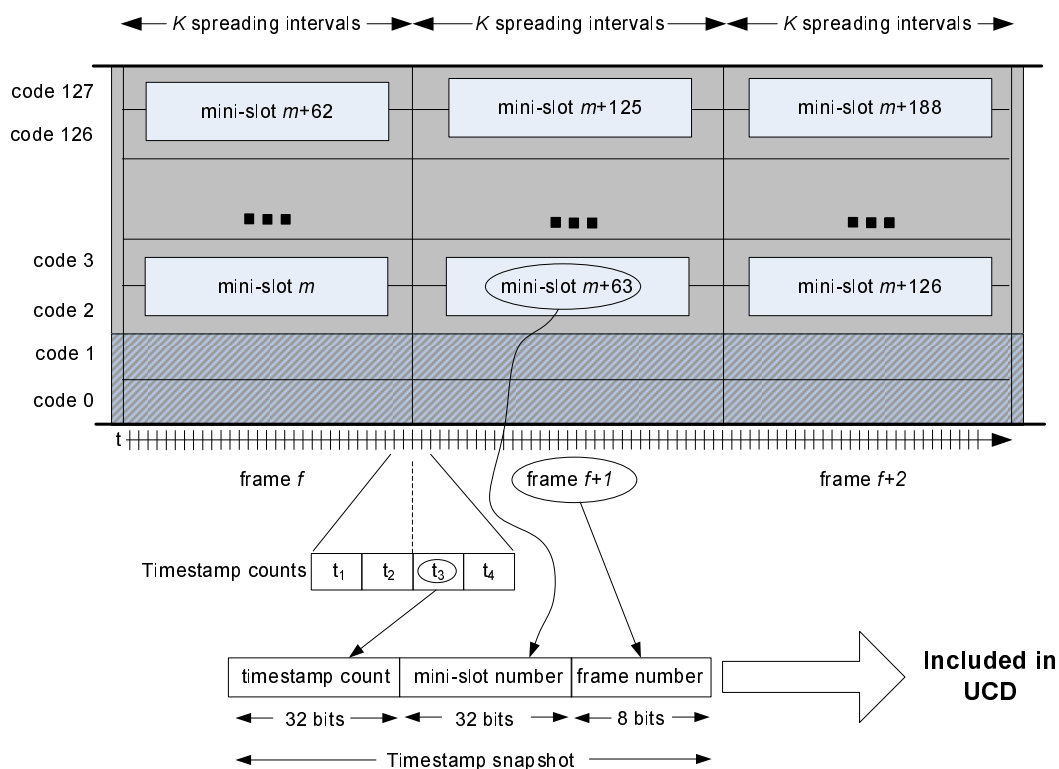 K spreading intervals K spreading intervals K spreading intervals
code 127
mini-slot m+62 mini-slot m+125 mini-slot m+188
code 126
code 3
mini-slot m mini-slot m+63 mini-slot m+126
code 2
code 1
code 0
t
frame f frame f+1 frame f+2
Timestamp counts t₁ t₂ t₃ t₄
timestamp count mini-slot number frame number
Included in
UCD
32 bits 32 bits 8 bits
Timestamp snapshot